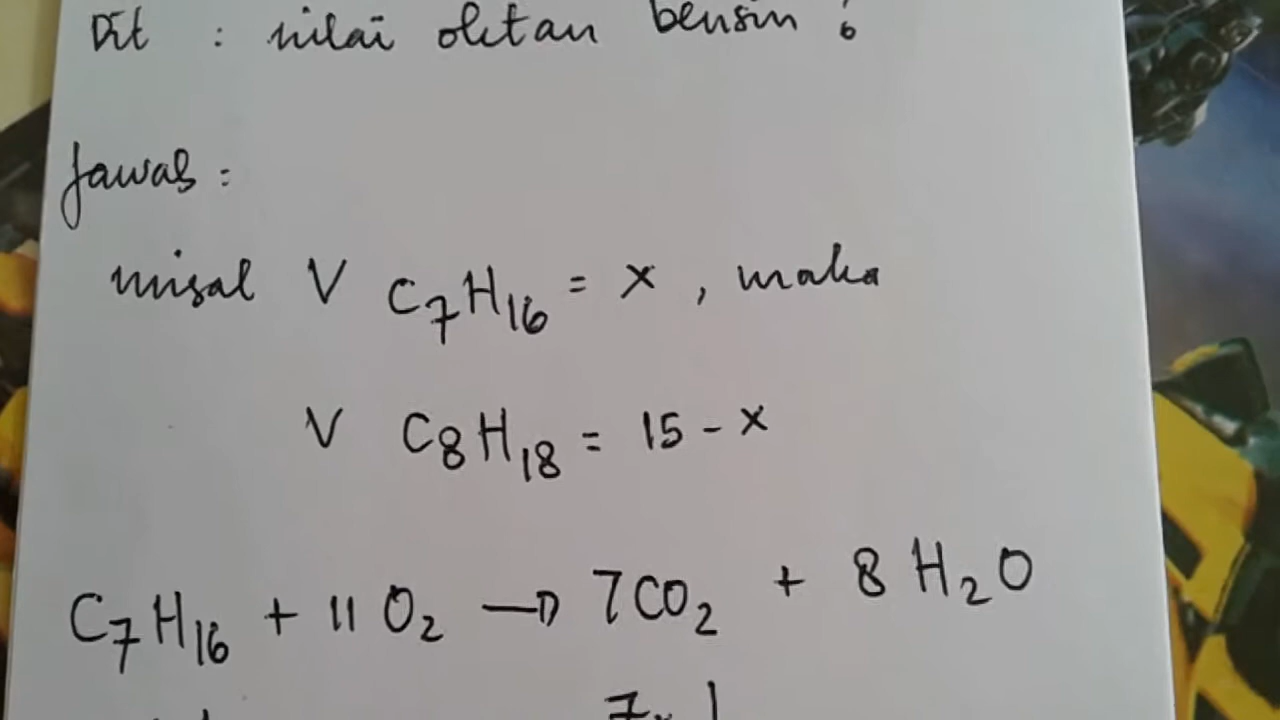 Dit : nilai oktan bensin ?
Jawab :
misal V C₇H₁₆ = x , maka
V C₈H₁₈ = 15 - x
C₇H₁₆ + 11 O₂ → 7CO₂ + 8 H₂O